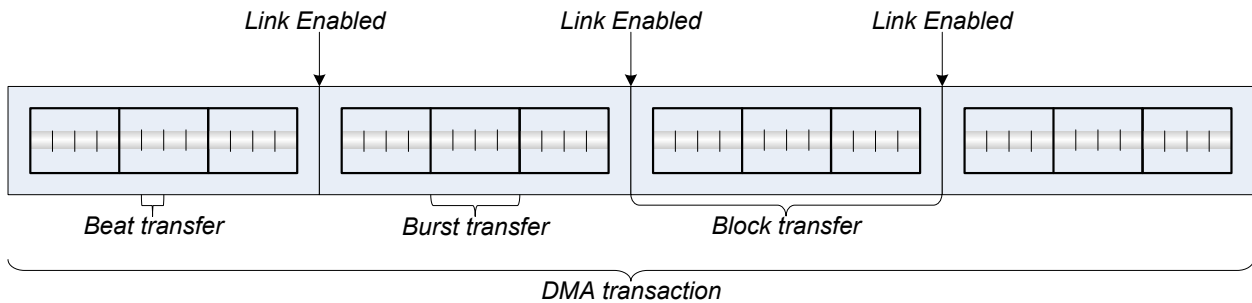 Link Enabled
Link Enabled
Link Enabled
Beat transfer
Burst transfer
Block transfer
DMA transaction